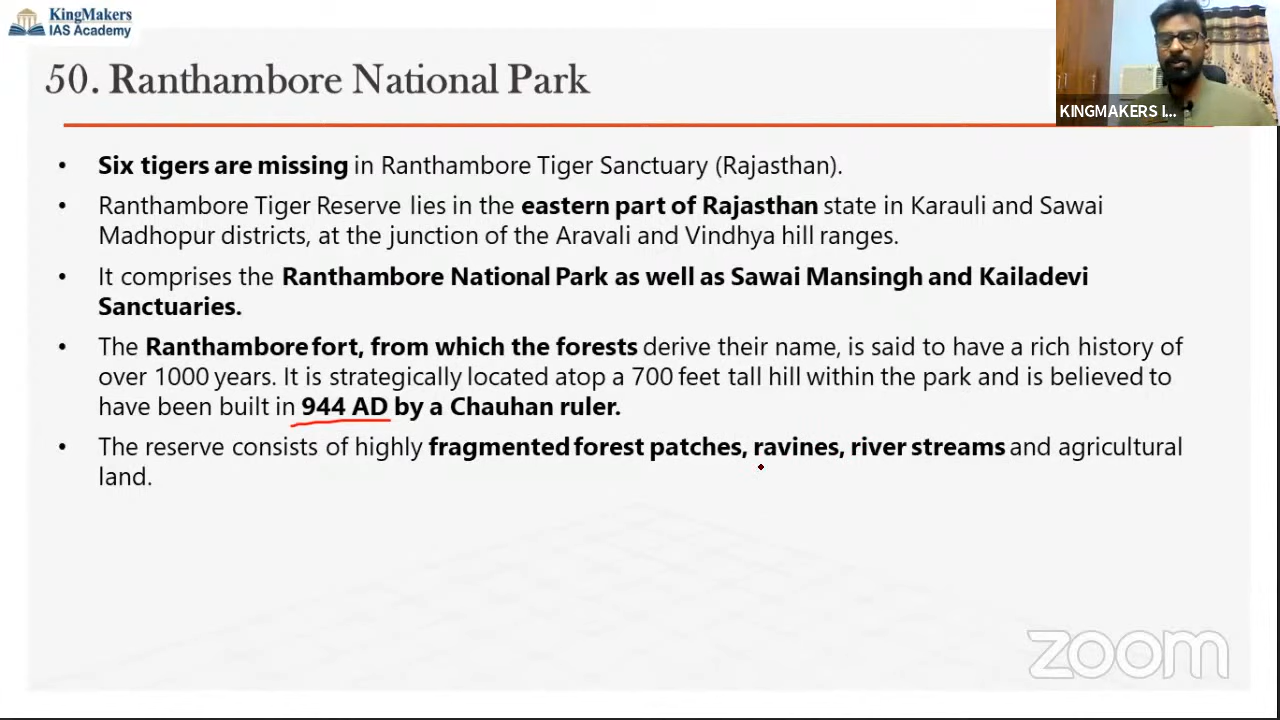 KingMakers
IAS Academy
50. Ranthambore National Park
KINGMAKERS I...
• Six tigers are missing in Ranthambore Tiger Sanctuary (Rajasthan).
• Ranthambore Tiger Reserve lies in the eastern part of Rajasthan state in Karauli and Sawai
Madhopur districts, at the junction of the Aravali and Vindhya hill ranges.
• It comprises the Ranthambore National Park as well as Sawai Mansingh and Kailadevi
Sanctuaries.
• The Ranthambore fort, from which the forests derive their name, is said to have a rich history of
over 1000 years. It is strategically located atop a 700 feet tall hill within the park and is believed to
have been built in 944 AD by a Chauhan ruler.
• The reserve consists of highly fragmented forest patches, ravines, river streams and agricultural
land.
zoom